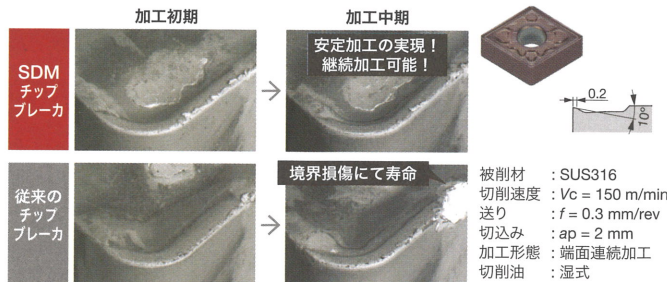 加工初期
加工中期
SDM
チップ
ブレーカ
安定加工の実現！
継続加工可能！
0.2
10°
従来の
チップ
ブレーカ
境界損傷にて寿命
被削材 : SUS316
切削速度 : Vc = 150 m/min
送り : f = 0.3 mm/rev
切込み : ap = 2 mm
加工形態 : 端面連続加工
切削油 : 湿式